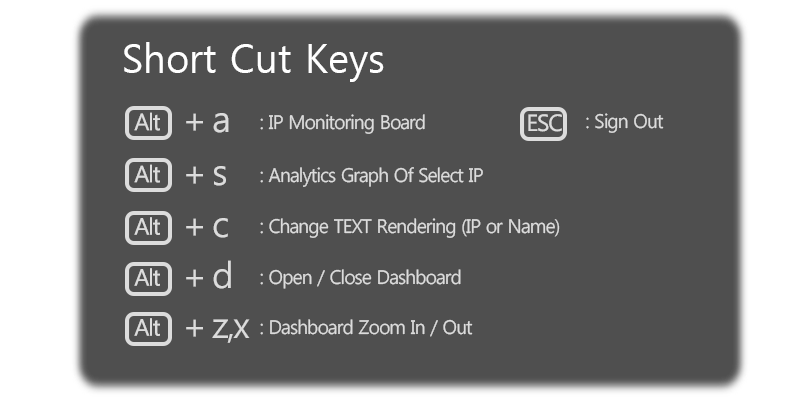 Short Cut Keys
Alt + a : IP Monitoring Board
ESC : Sign Out
Alt + s : Analytics Graph Of Select IP
Alt + c : Change TEXT Rendering (IP or Name)
Alt + d : Open / Close Dashboard
Alt + z,x : Dashboard Zoom In / Out